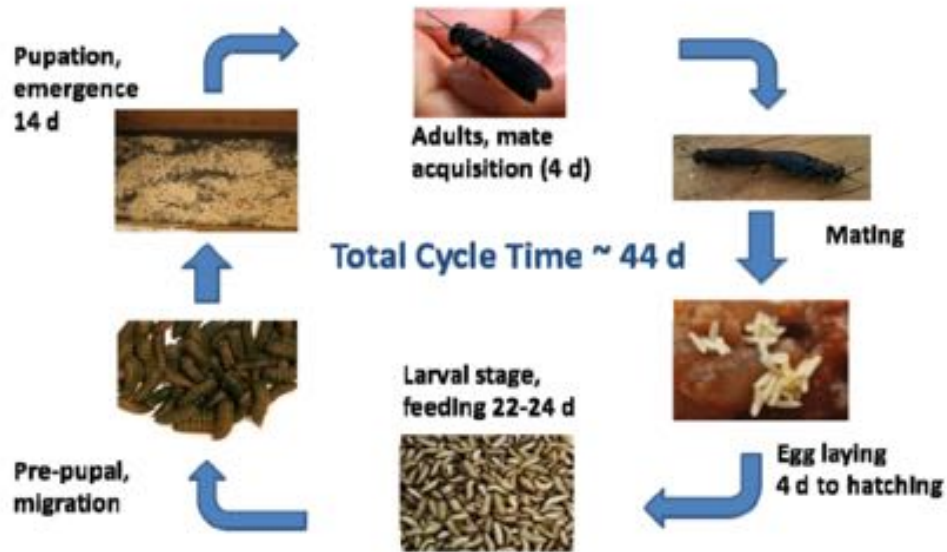 Pupation,
emergence
14 d
Adults, mate
acquisition (4 d)
Mating
Total Cycle Time ~ 44 d
Larval stage,
feeding 22-24 d
Egg laying
4 d to hatching
Pre-pupal,
migration